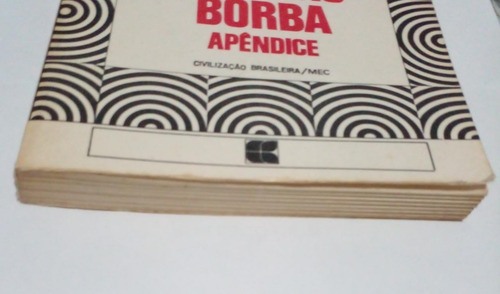 BORBA
APÊNDICE
CIVILIZAÇÃO BRASILEIRA/MEC